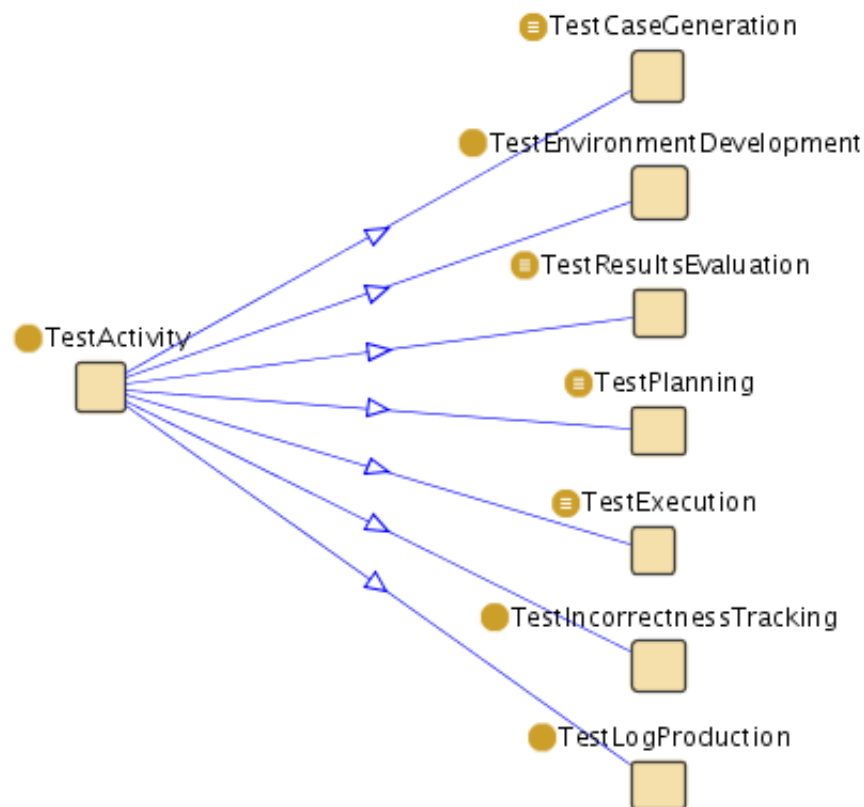 TestCaseGeneration
TestEnvironmentDevelopment
TestResultsEvaluation
TestActivity
TestPlanning
TestExecution
TestIncorrectnessTracking
TestLogProduction